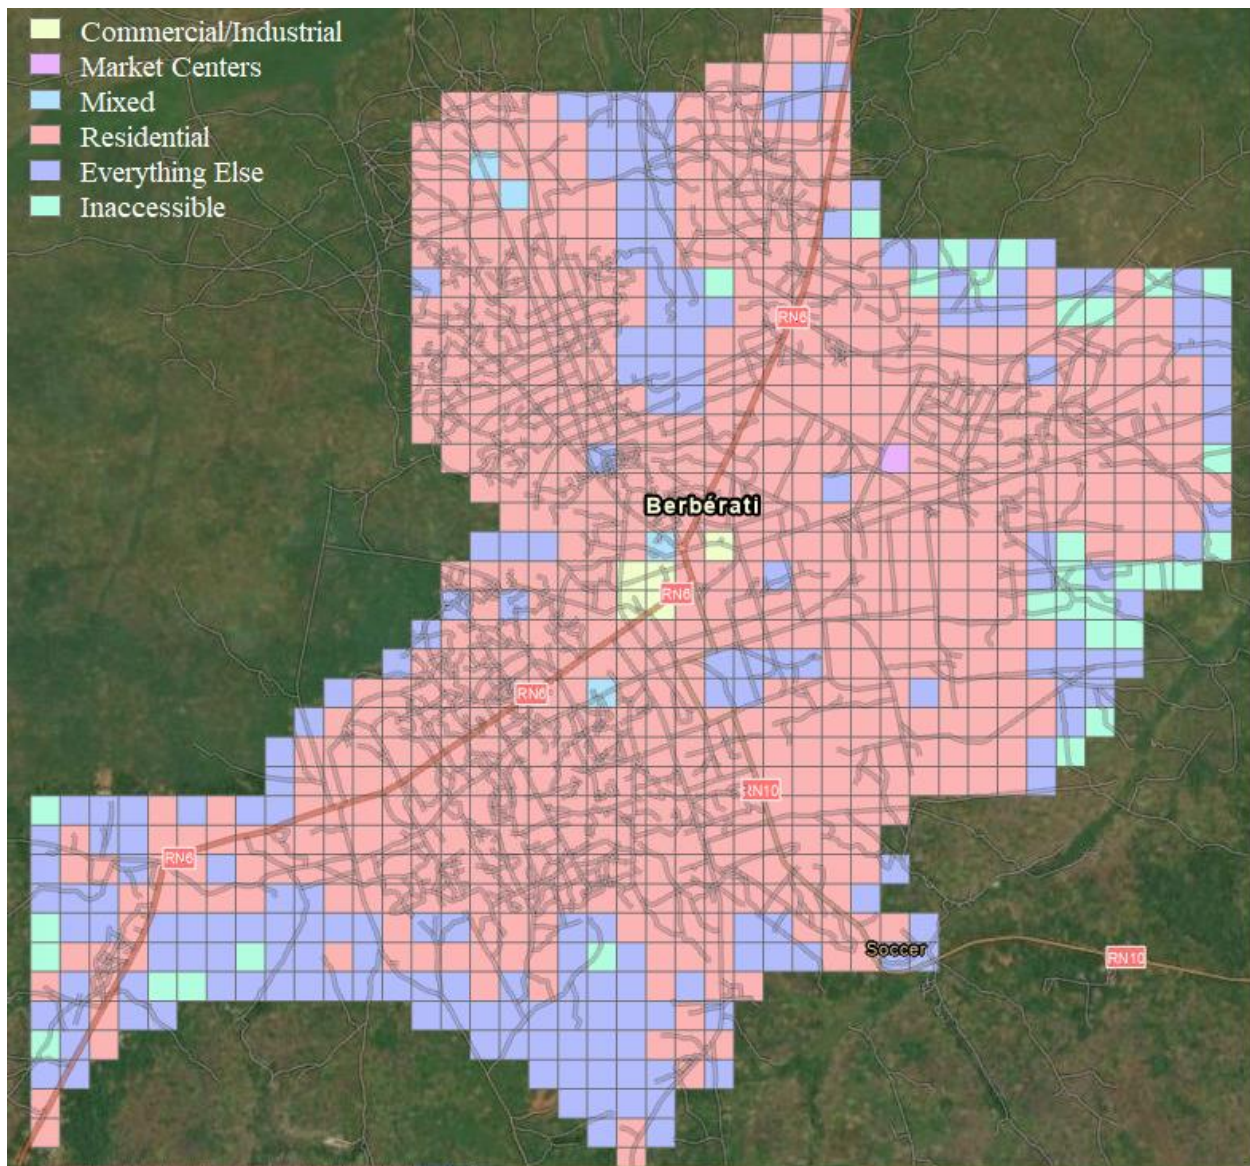 Commercial/Industrial
Market Centers
Mixed
Residential
Everything Else
Inaccessible
RN6
Berbérati
RN6
RN6
RN10
RN6
Soccer
RN10